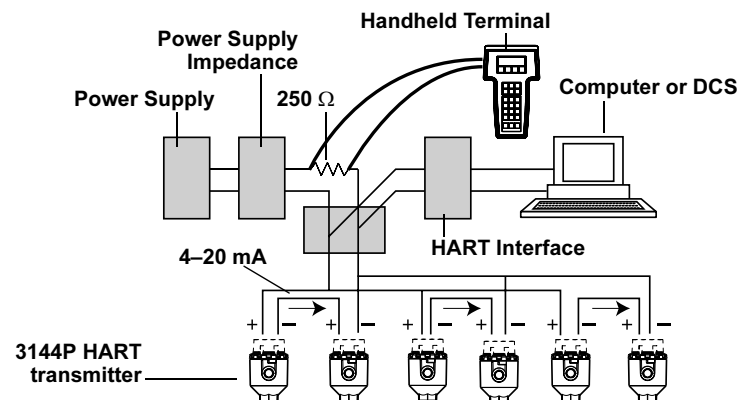 Handheld Terminal
Power Supply
Impedance
Power Supply
250 Ω
Computer or DCS
HART Interface
4–20 mA
+ – + – + – + – + – + –
3144P HART
transmitter